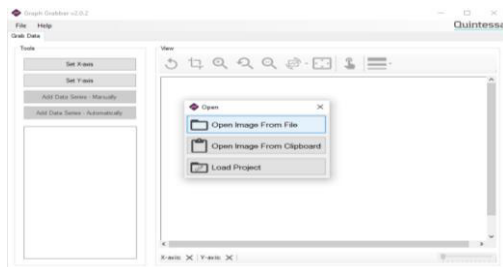 Graph Grabber v2.0.2
File Help
Quintessa
Grab Data
Tools
View
Set X-axis
Set Y-axis
Add Data Series - Manually
Add Data Series - Automatically
Open
Open Image From File
Open Image From Clipboard
Load Project
X-axis Y-axis